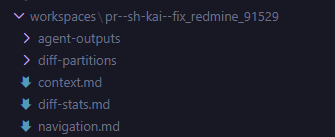 workspaces\pr--sh-kai--fix_redmine_91529
agent-outputs
diff-partitions
context.md
diff-stats.md
navigation.md